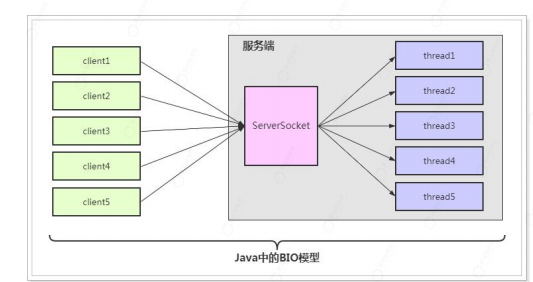 服务端
client1
client2
client3
client4
client5
ServerSocket
thread1
thread2
thread3
thread4
thread5
Java中的BIO模型